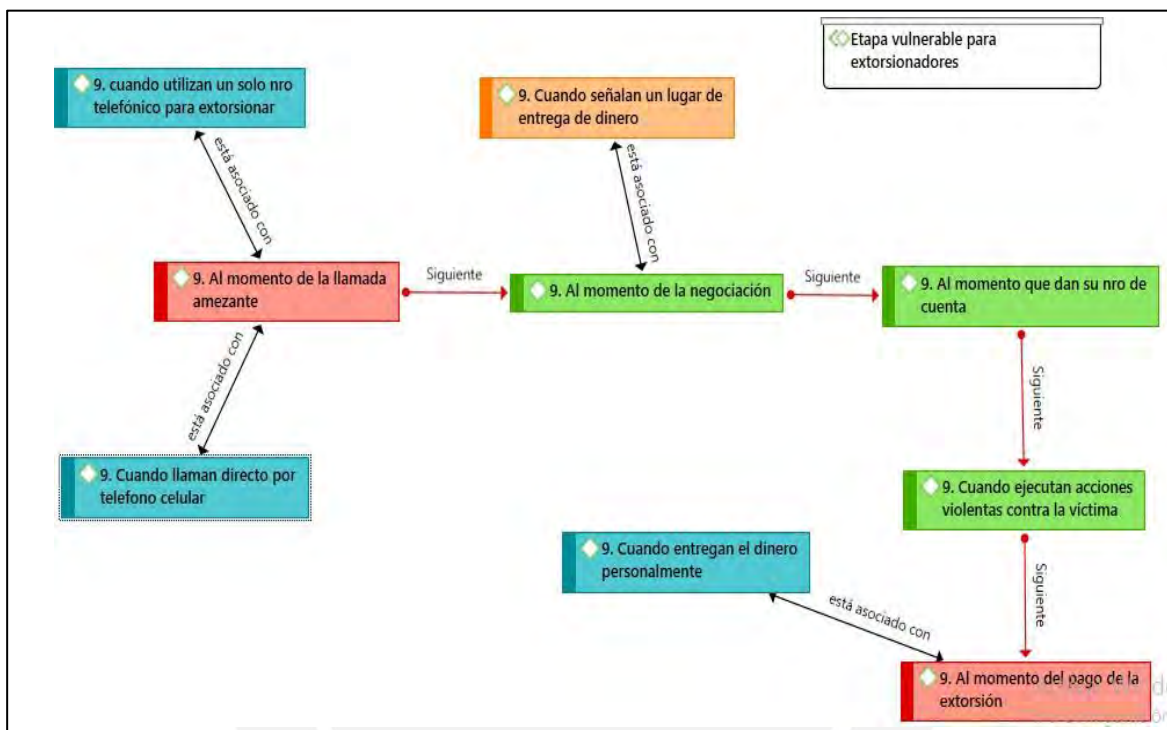 Etapa vulnerable para
extorsionadores
9. cuando utilizan un solo nro
telefónico para extorsionar
9. Cuando señalan un lugar de
entrega de dinero
está asociado con
está asociado con
9. Al momento de la llamada
amezante
Siguiente
9. Al momento de la negociación
Siguiente
9. Al momento que dan su nro de
cuenta
está asociado con
Siguiente
9. Cuando llaman directo por
telefono celular
9. Cuando ejecutan acciones
violentas contra la víctima
9. Cuando entregan el dinero
personalmente
Siguiente
está asociado con
9. Al momento del pago de la
extorsión